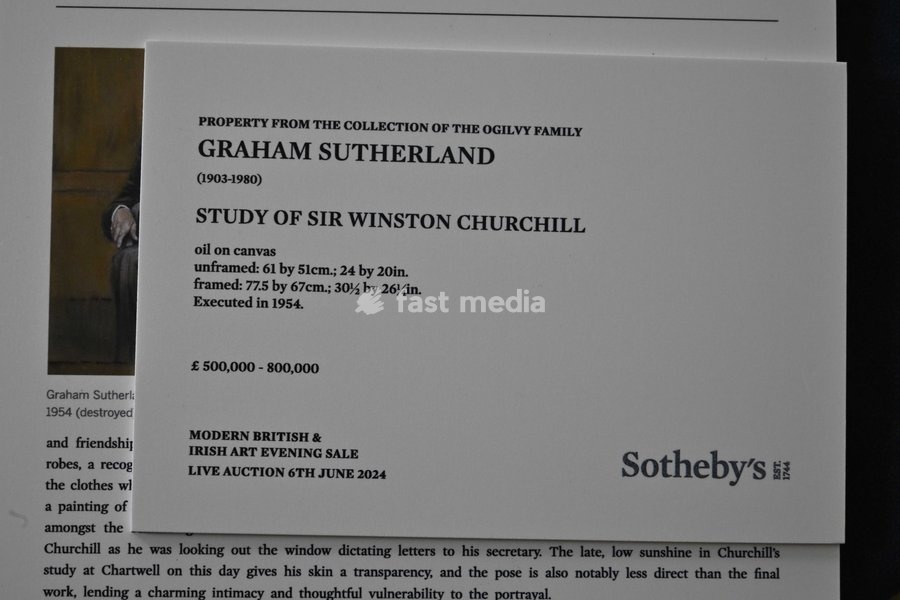 PROPERTY FROM THE COLLECTION OF THE OGILVY FAMILY
GRAHAM SUTHERLAND
(1903-1980)
STUDY OF SIR WINSTON CHURCHILL
oil on canvas
unframed: 61 by 51cm.; 24 by 20in.
framed: 77.5 by 67cm.; 30½ by 26½in.
Executed in 1954.
fast media
£ 500,000 - 800,000
MODERN BRITISH &
IRISH ART EVENING SALE
LIVE AUCTION 6TH JUNE 2024
Sotheby's EST. 1744
Graham
1954 (destroyed
and friendship
robes, a
the clothes
a painting of
amongst the
Churchill as he was looking out the window dictating letters to his secretary. The late, low sunshine in Churchill's
study at Chartwell on this day gives his skin a transparency, and the pose is also notably less direct than the final
work, lending a charming intimacy and thoughtful vulnerability to the portrayal.